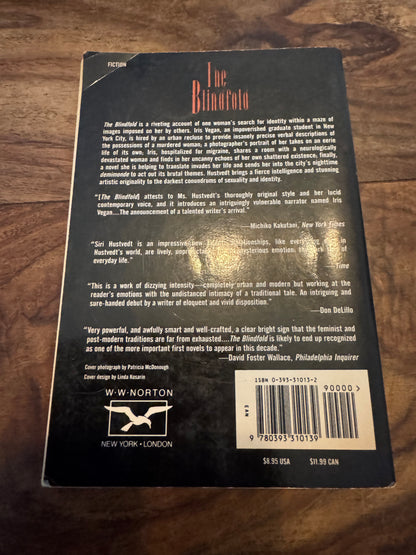 FICTION
The
Blindfold
The Blindfold is a riveting account of one woman's search for identity within a maze of
images imposed on her by others. Iris Vegan, an impoverished graduate student in New
York City, is hired by an urban recluse to provide insanely precise verbal descriptions of
the possessions of a murdered woman; a photographer's portrait of her takes on an eerie
life of its own, Iris, hospitalized for migraine, shares a room with a neurologically
devastated woman and finds in her uncanny echoes of her own shattered existence; finally,
a novel she is helping to translate invades her life and sends her into the city's nighttime
demimonde to act out its brutal themes. Hustvedt brings a fierce intelligence and stunning
artistic originality to the darkest conundrums of sexuality and identity.
"[The Blindfold] attests to Ms. Hustvedt's thoroughly original style and her lucid
contemporary voice, and it introduces an intriguingly vulnerable narrator named Iris
Vegan....The announcement of a talented writer's arrival."
—Michiko Kakutani, New York Times
"Siri Hustvedt is an impressive new talent. Relationships, like everything else in
Hustvedt's world, are lively, unpredictable mysterious emotion, the dark side of
everyday life."
—Time
"This is a work of dizzying intensity—completely urban and modern but working at the
reader's emotions with the undistanced intimacy of a traditional tale. An intriguing and
sure-handed debut by a writer of eloquent and vivid disposition."
—Don DeLillo
"Very powerful, and awfully smart and well-crafted, a clear bright sign that the feminist and
post-modern traditions are far from exhausted....The Blindfold is likely to end up recognized
as one of the more important first novels to appear in this decade."
—David Foster Wallace, Philadelphia Inquirer
Cover photograph by Patricia McDonough
Cover design by Linda Kosarin
W·W·NORTON
NEW YORK · LONDON
ISBN 0-393-31013-2
90000>
EAN
9 780393 310139
$8.95 USA $11.99 CAN